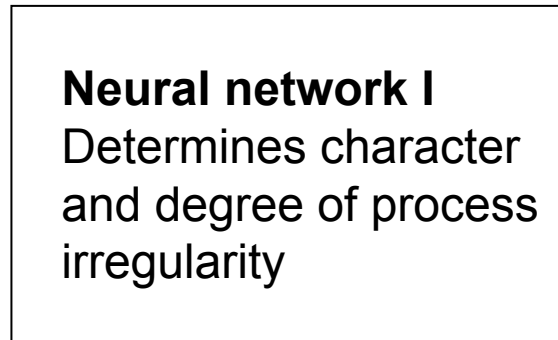 Neural network I
Determines character
and degree of process
irregularity